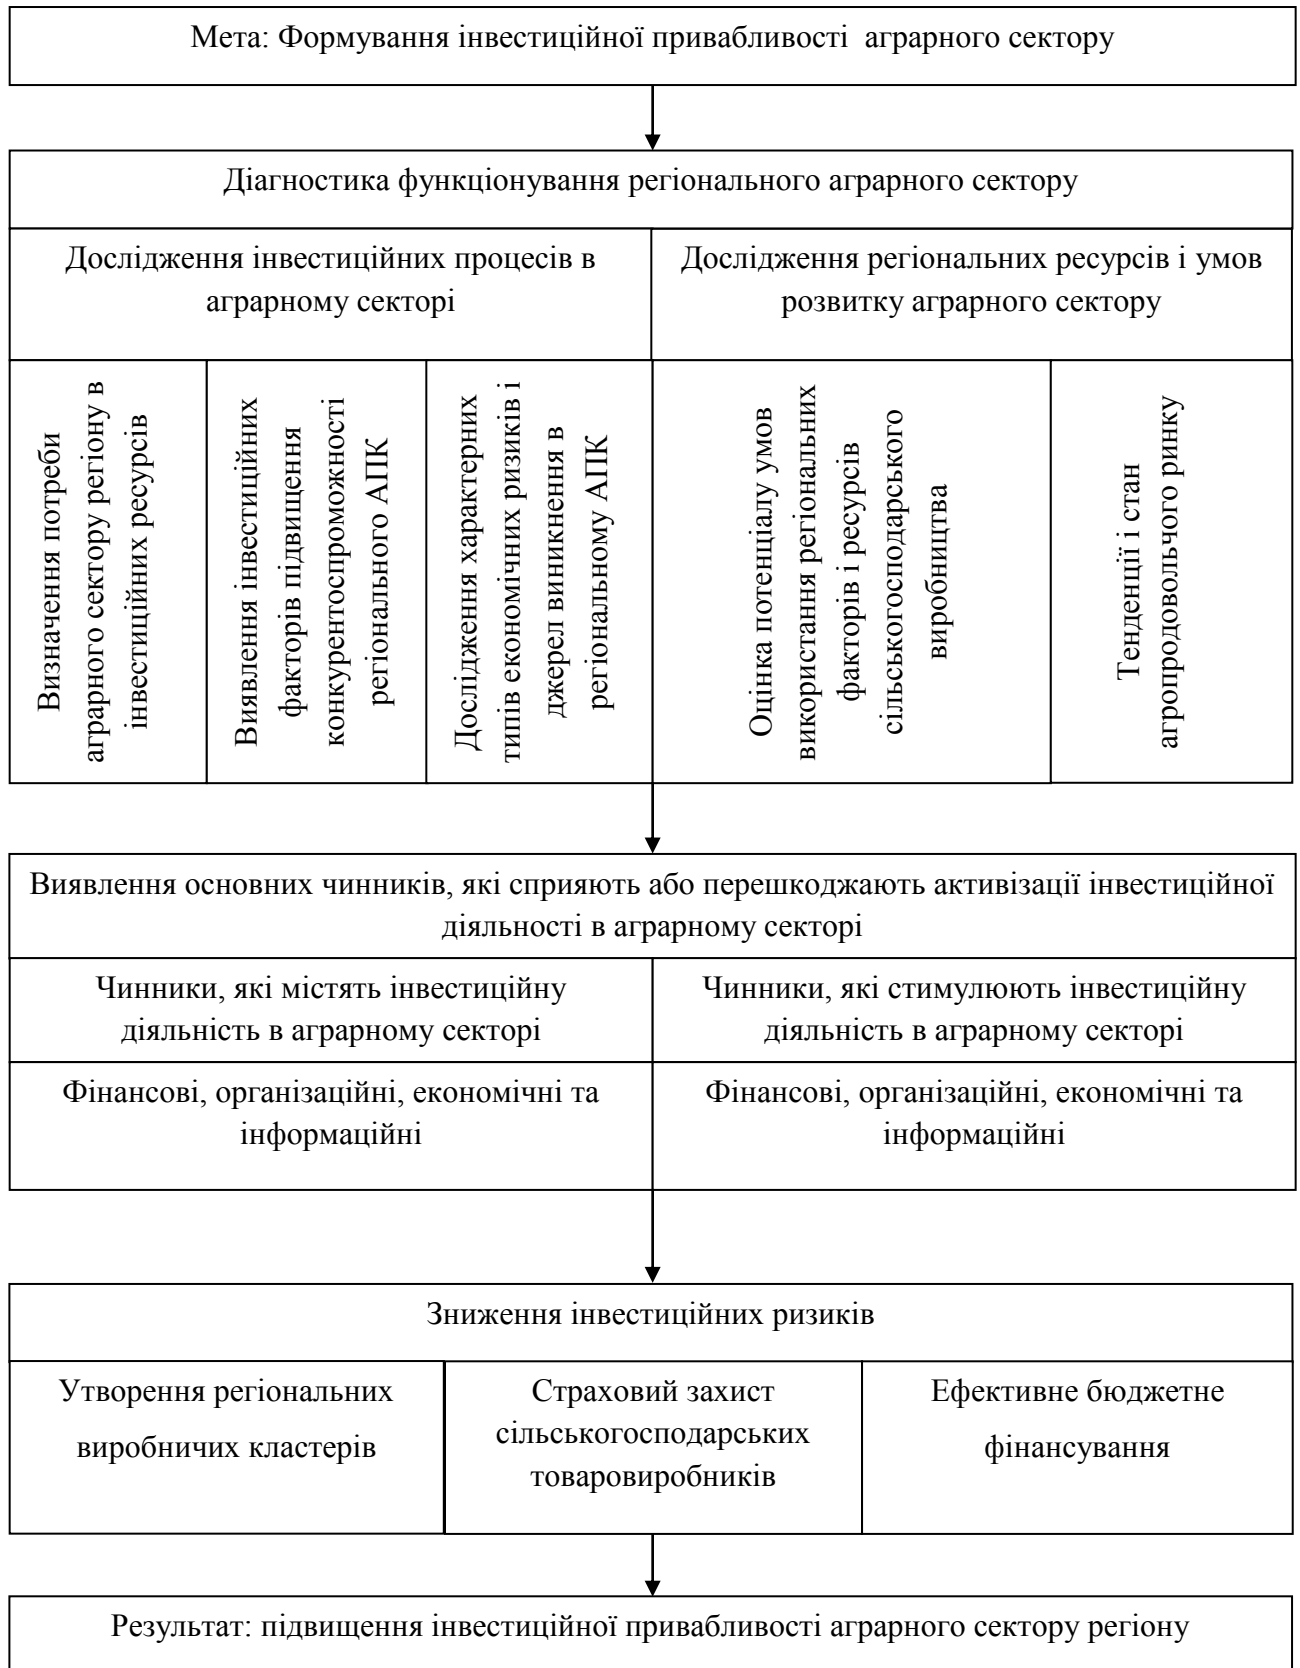 Мета: Формування інвестиційної привабливості  аграрного сектору
Діагностика функціонування регіонального аграрного сектору
Дослідження інвестиційних процесів в
аграрному секторі
Дослідження регіональних ресурсів і умов
розвитку аграрного сектору
Визначення потреби
аграрного сектору регіону в
інвестиційних ресурсів
Виявлення інвестиційних
факторів підвищення
конкурентоспроможності
регіонального АПК
Дослідження характерних
типів економічних ризиків і
джерел виникнення в
регіональному АПК
Оцінка потенціалу умов
використання регіональних
факторів і ресурсів
сільськогосподарського
виробництва
Тенденції і стан
агропродовольчого ринку
Виявлення основних чинників, які сприяють або перешкоджають активізації інвестиційної
діяльності в аграрному секторі
Чинники, які містять інвестиційну
діяльність в аграрному секторі
Чинники, які стимулюють інвестиційну
діяльність в аграрному секторі
Фінансові, організаційні, економічні та
інформаційні
Фінансові, організаційні, економічні та
інформаційні
Зниження інвестиційних ризиків
Утворення регіональних
виробничих кластерів
Страховий захист
сільськогосподарських
товаровиробників
Ефективне бюджетне
фінансування
Результат: підвищення інвестиційної привабливості аграрного сектору регіону